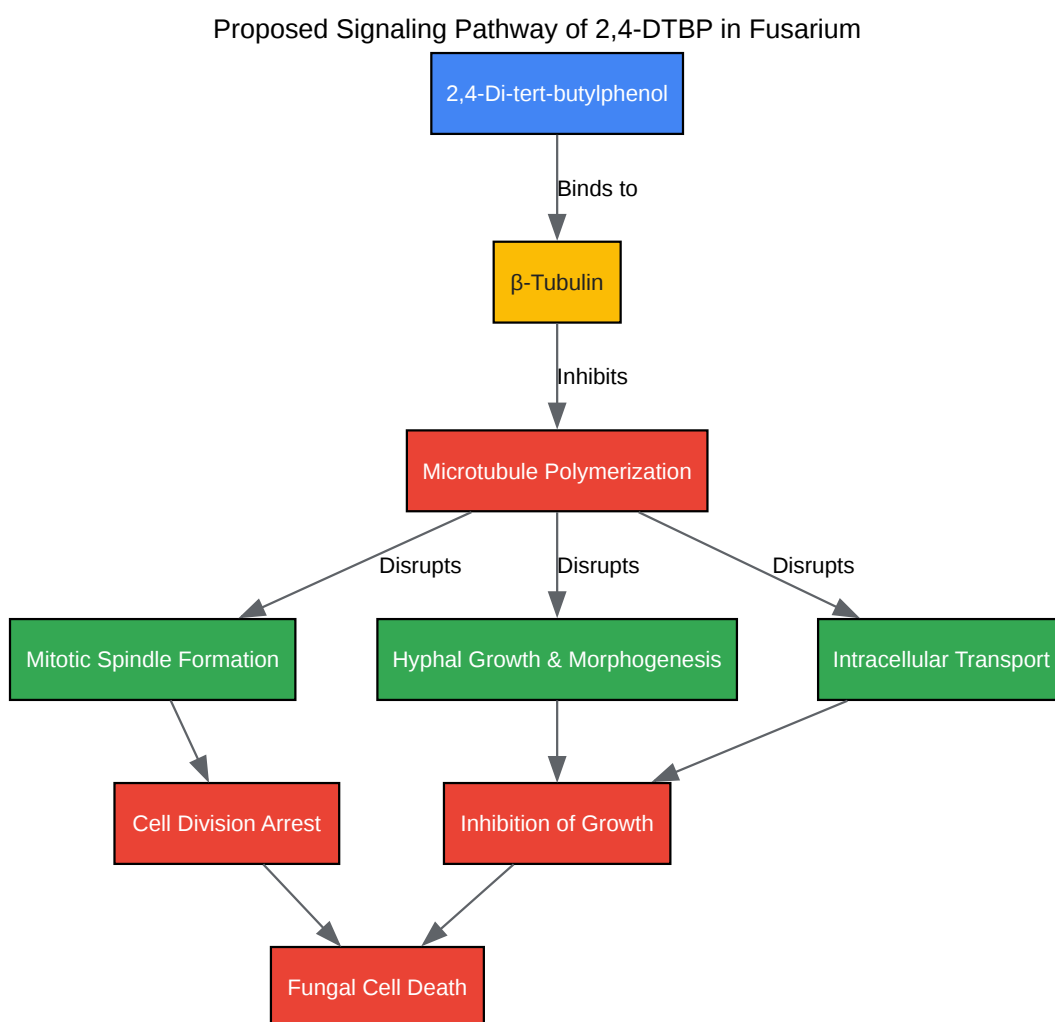 Proposed Signaling Pathway of 2,4-DTBP in Fusarium
2,4-Di-tert-butylphenol
Binds to
β-Tubulin
Inhibits
Microtubule Polymerization
Disrupts
Disrupts
Disrupts
Mitotic Spindle Formation
Hyphal Growth & Morphogenesis
Intracellular Transport
Cell Division Arrest
Inhibition of Growth
Fungal Cell Death